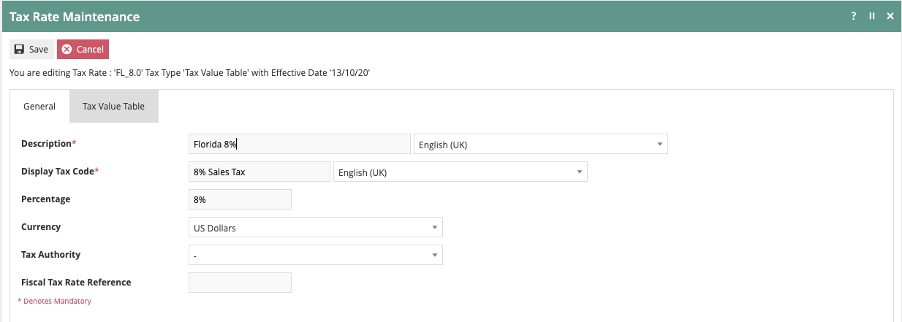 Tax Rate Maintenance ?
Save Cancel
You are editing Tax Rate : 'FL_8.0' Tax Type 'Tax Value Table' with Effective Date '13/10/20'
General Tax Value Table
Description* Florida 8% English (UK)
Display Tax Code* 8% Sales Tax English (UK)
Percentage 8%
Currency US Dollars
Tax Authority -
Fiscal Tax Rate Reference
* Denotes Mandatory